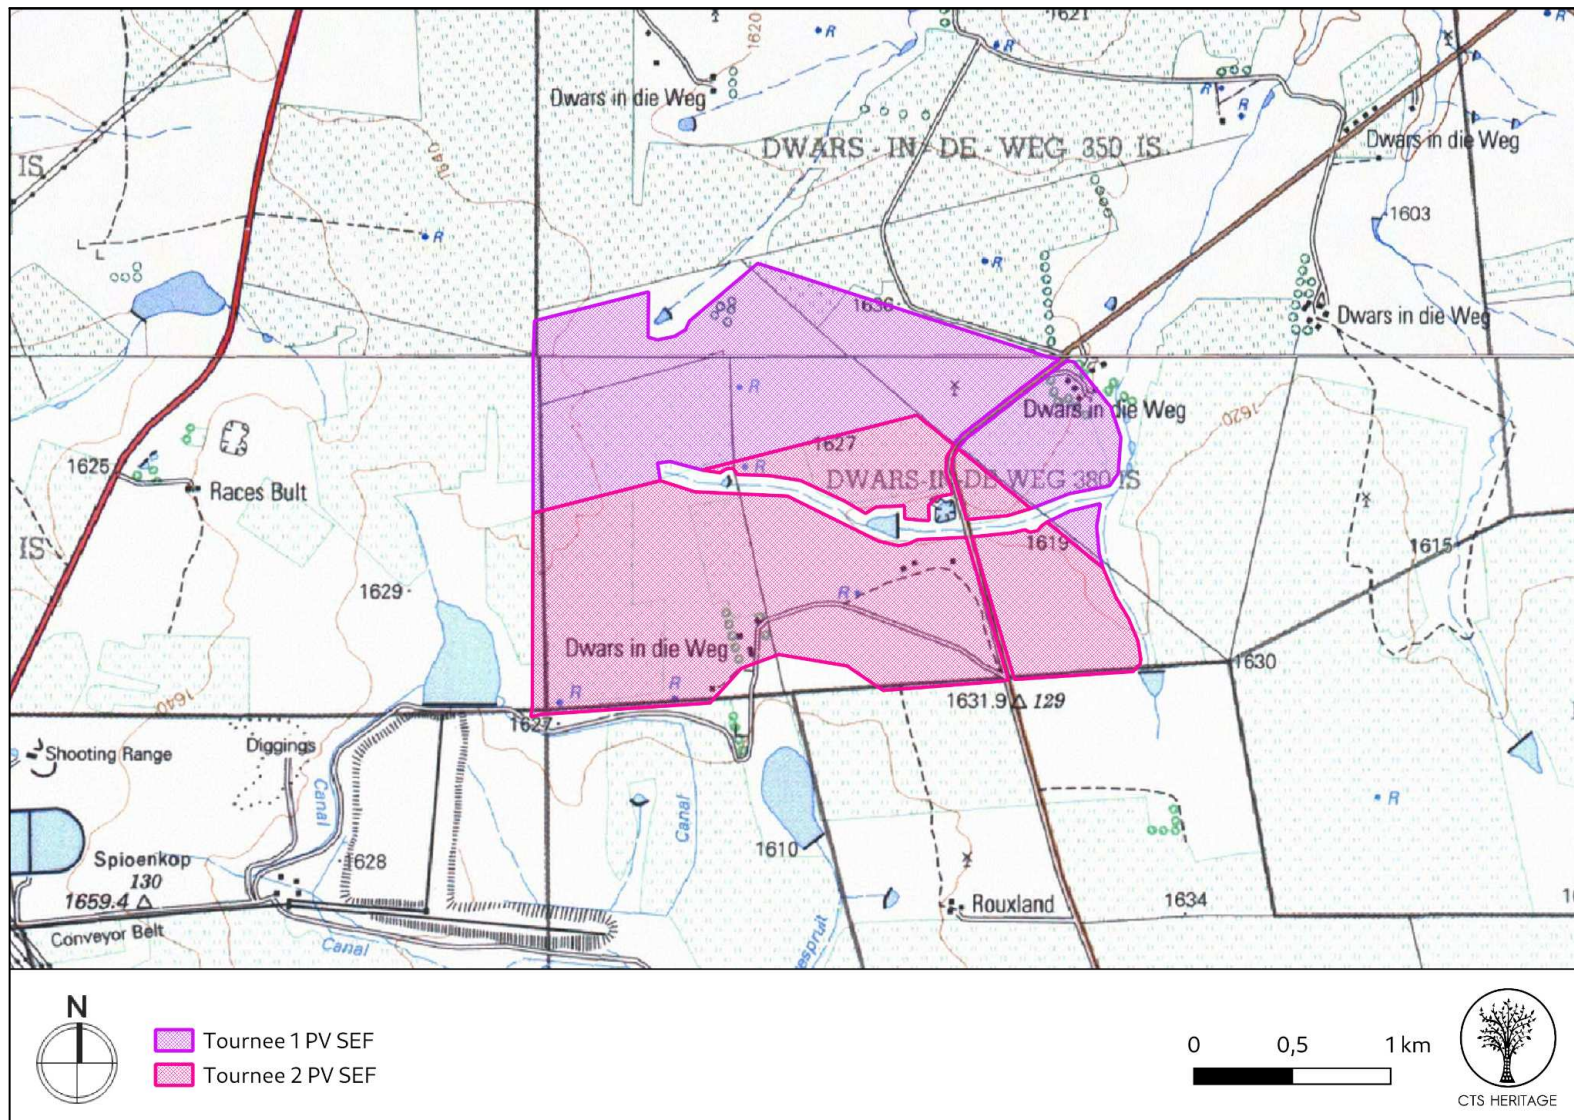 1620
R
1621
R
R
Dwars in die Weg
R
R
IS
1640
DWARS - IN - DE - WEG 350 IS
Dwars in die Weg
R
1603
L
L
R
1636
Dwars in die Weg
R
Dwars in die Weg
1620
1625
1627
R
Races Bult
DWARS-IN-DE-WEG 380 IS
IS
1619
1615
1629
R
Dwars in die Weg
1630
R
R
1640
1631.9 129
1627
Shooting Range
Diggings
Canal
Canal
R
1610
Spioenkop
130
1628
1659.4
Rouxland
1634
Conveyor Belt
Canal
espruit
N
Tournee 1 PV SEF
Tournee 2 PV SEF
0 0,5 1 km
CTS HERITAGE